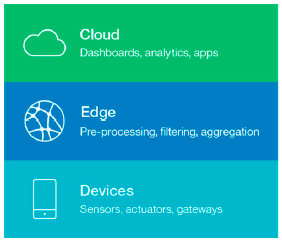 Cloud
Dashboards, analytics, apps
Edge
Pre-processing, filtering, aggregation
Devices
Sensors, actuators, gateways